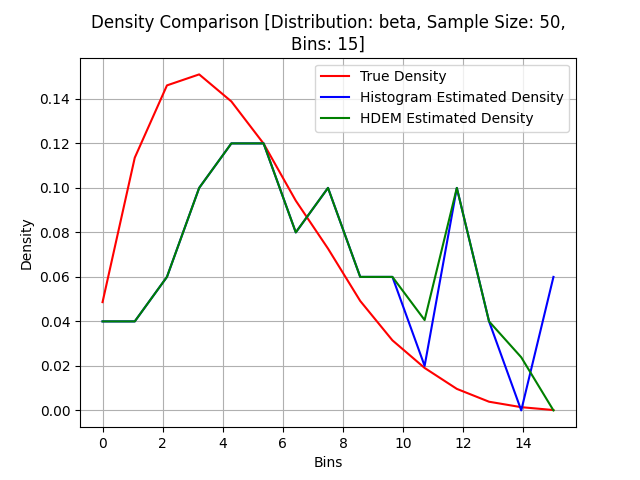 Density Comparison [Distribution: beta, Sample Size: 50,
Bins: 15]
True Density
Histogram Estimated Density
HDEM Estimated Density
Density
0.14
0.12
0.10
0.08
0.06
0.04
0.02
0.00
0 2 4 6 8 10 12 14
Bins